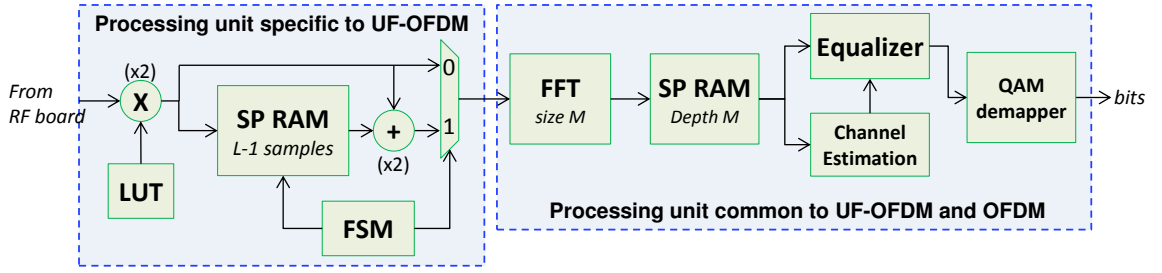 Processing unit specific to UF-OFDM
From
RF board
(x2)
X
LUT
SP RAM
L-1 samples
+
(x2)
0
1
FSM
FFT
size M
SP RAM
Depth M
Equalizer
Channel
Estimation
QAM
demapper
bits
Processing unit common to UF-OFDM and OFDM